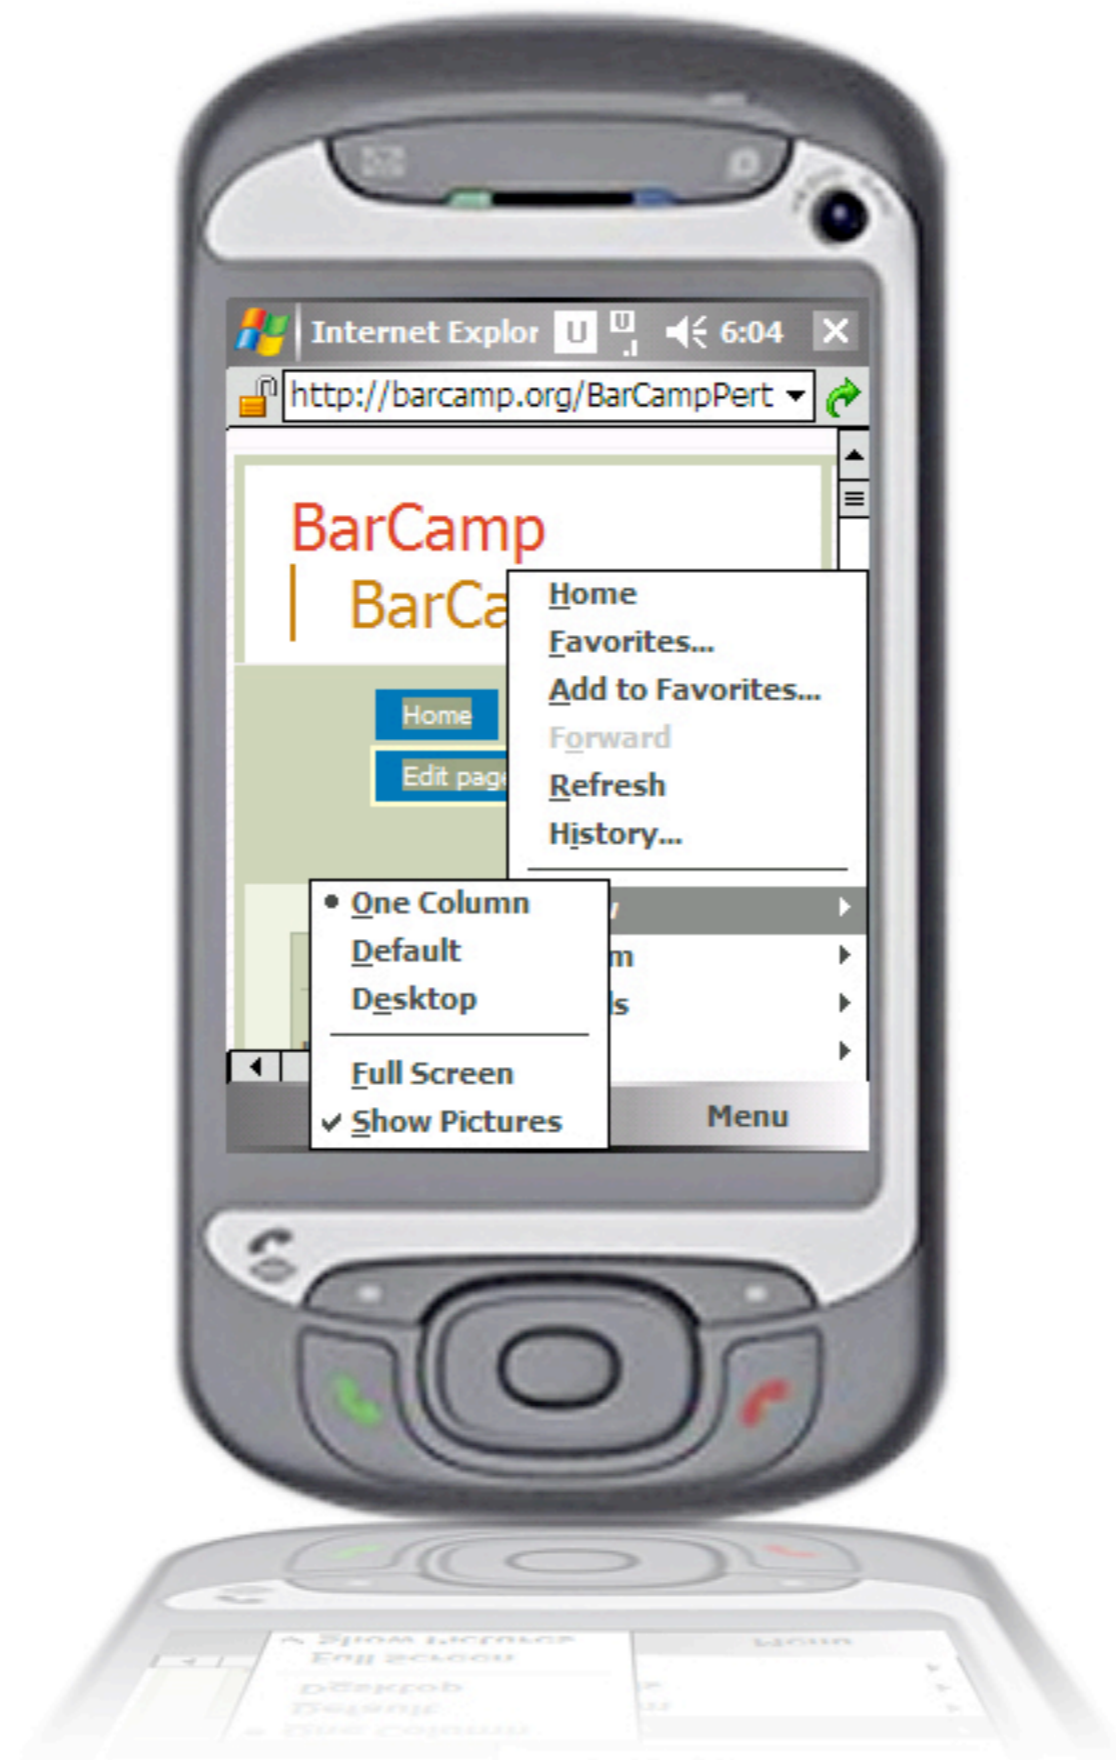 Internet Explor U U 6:04
http://barcamp.org/BarCampPert
BarCamp
BarCa
Home
Edit page
Home
Favorites...
Add to Favorites...
Forward
Refresh
History...
One Column
Default
Desktop
Full Screen
Show Pictures
Menu